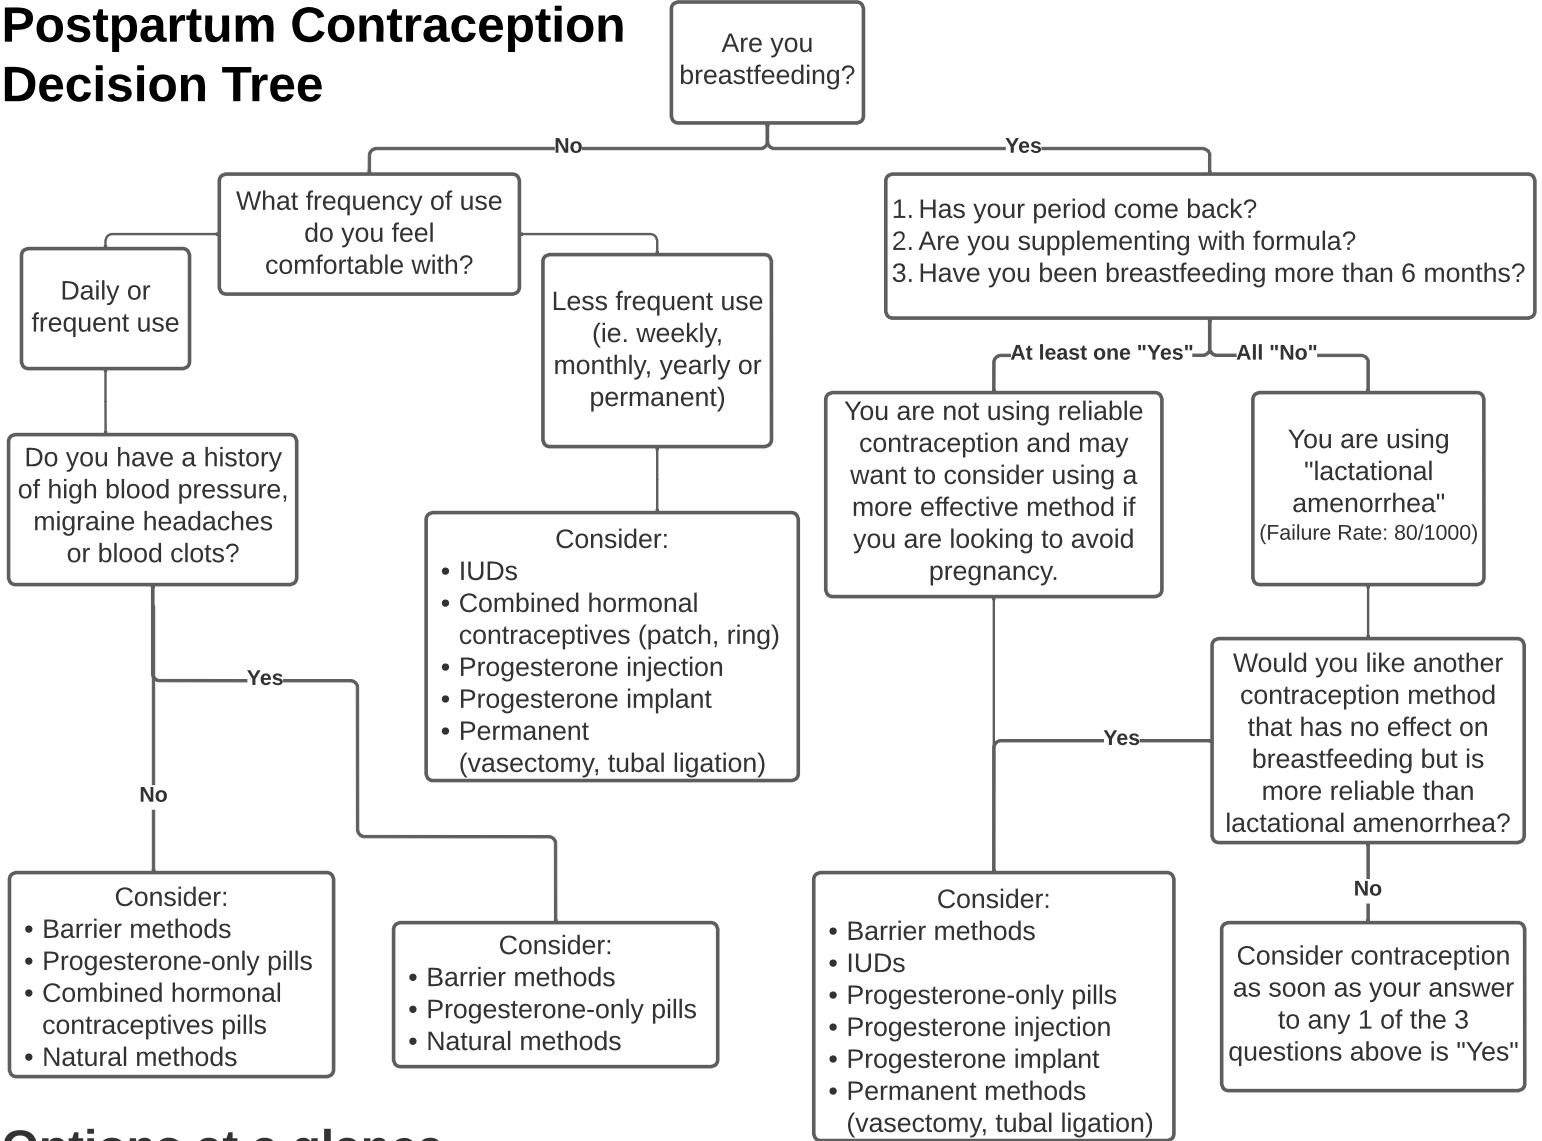 Postpartum Contraception
Decision Tree
Are you
breastfeeding?
No
Yes
What frequency of use
do you feel
comfortable with?
1. Has your period come back?
2. Are you supplementing with formula?
3. Have you been breastfeeding more than 6 months?
Daily or
frequent use
Less frequent use
(ie. weekly,
monthly, yearly or
permanent)
At least one "Yes"
All "No"
Do you have a history
of high blood pressure,
migraine headaches
or blood clots?
Consider:
• IUDs
• Combined hormonal
contraceptives (patch, ring)
• Progesterone injection
• Progesterone implant
• Permanent
(vasectomy, tubal ligation)
You are not using reliable
contraception and may
want to consider using a
more effective method if
you are looking to avoid
pregnancy.
You are using
"lactational
amenorrhea"
(Failure Rate: 80/1000)
Would you like another
contraception method
that has no effect on
breastfeeding but is
more reliable than
lactational amenorrhea?
Yes
Yes
No
No
Consider:
• Barrier methods
• Progesterone-only pills
• Combined hormonal
contraceptives pills
• Natural methods
Consider:
• Barrier methods
• Progesterone-only pills
• Natural methods
Consider:
• Barrier methods
• IUDs
• Progesterone-only pills
• Progesterone injection
• Progesterone implant
• Permanent methods
(vasectomy, tubal ligation)
Consider contraception
as soon as your answer
to any 1 of the 3
questions above is "Yes"
Options at a glance